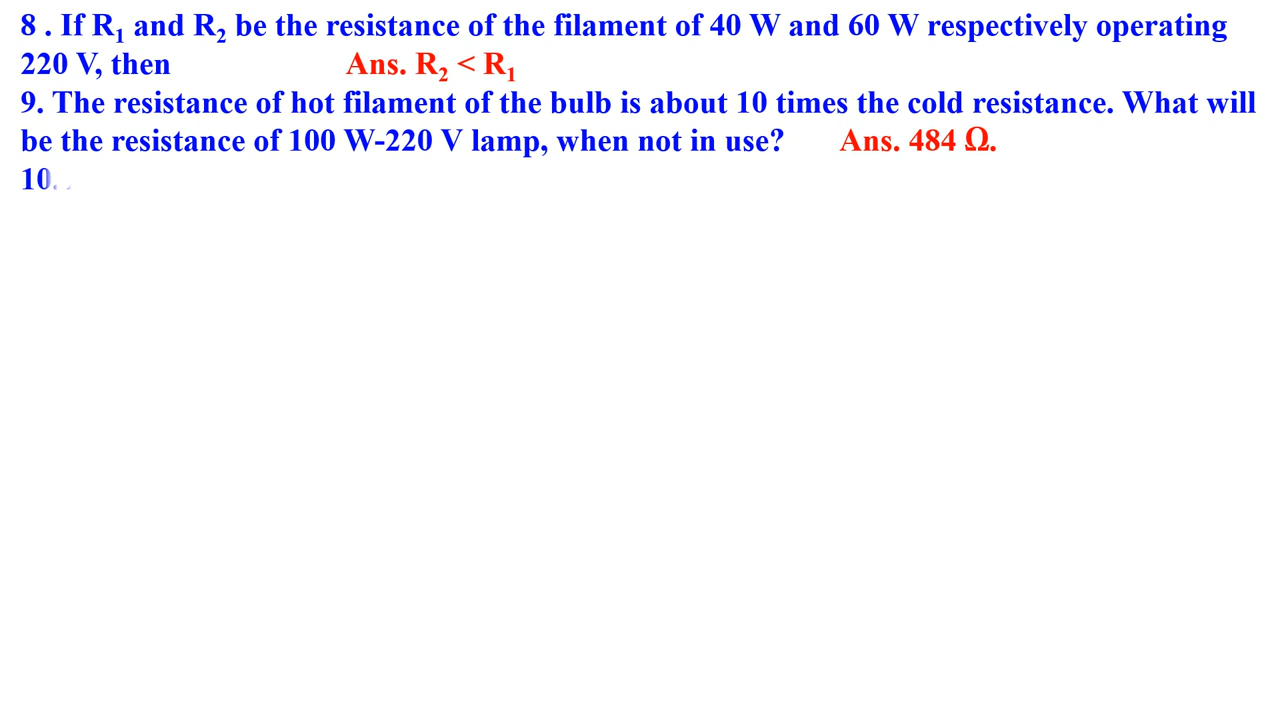 8 . If R₁ and R₂ be the resistance of the filament of 40 W and 60 W respectively operating
220 V, then Ans. R₂ < R₁
9. The resistance of hot filament of the bulb is about 10 times the cold resistance. What will
be the resistance of 100 W-220 V lamp, when not in use? Ans. 484 Ω.
10.